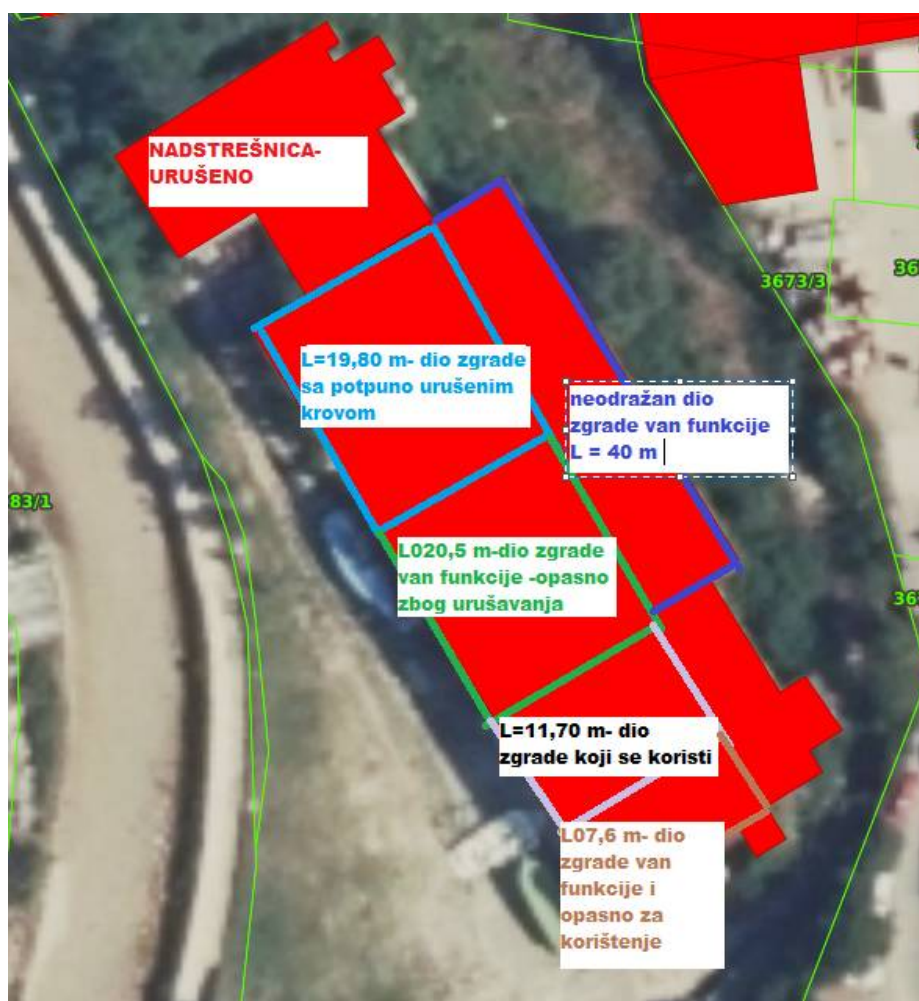 NADSTREŠNICA-
URUŠENO
3673/3
36
L=19,80 m- dio zgrade
sa potpuno urušenim
krovom
neodražan dio
zgrade van funkcije
L = 40 m
83/1
L020,5 m-dio zgrade
van funkcije -opasno
zbog urušavanja
36
L=11,70 m- dio
zgrade koji se koristi
L07,6 m- dio
zgrade van
funkcije i
opasno za
korištenje